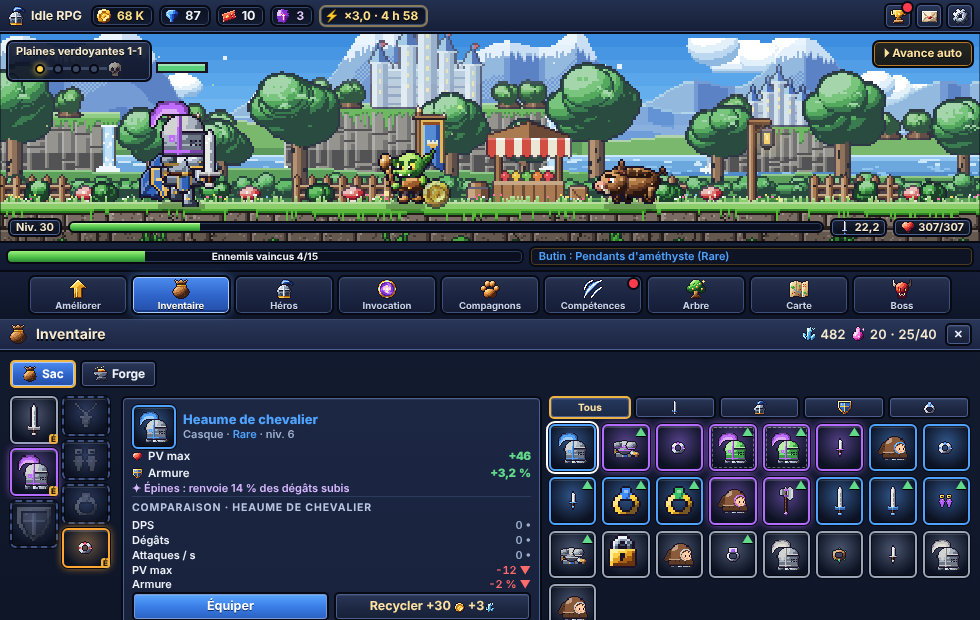 Idle RPG 68 K 87 10 3 ×3,0 · 4 h 58
Plaines verdoyantes 1-1
Avance auto
Niv. 30
22,2 307/307
Ennemis vaincus 4/15
Butin : Pendants d'améthyste (Rare)
Améliorer Inventaire Héros Invocation Compagnons Compétences Arbre Carte Boss
Inventaire 482 20 · 25/40 ×
Sac Forge
Tous
Heaume de chevalier
Casque · Rare · niv. 6
PV max +46
Armure +3,2 %
Épines : renvoie 14 % des dégâts subis
COMPARAISON · HEAUME DE CHEVALIER
DPS 0 •
Dégâts 0 •
Attaques / s 0 •
PV max -12 ▼
Armure -2 % ▼
Équiper Recycler +30 +3
E
E
E